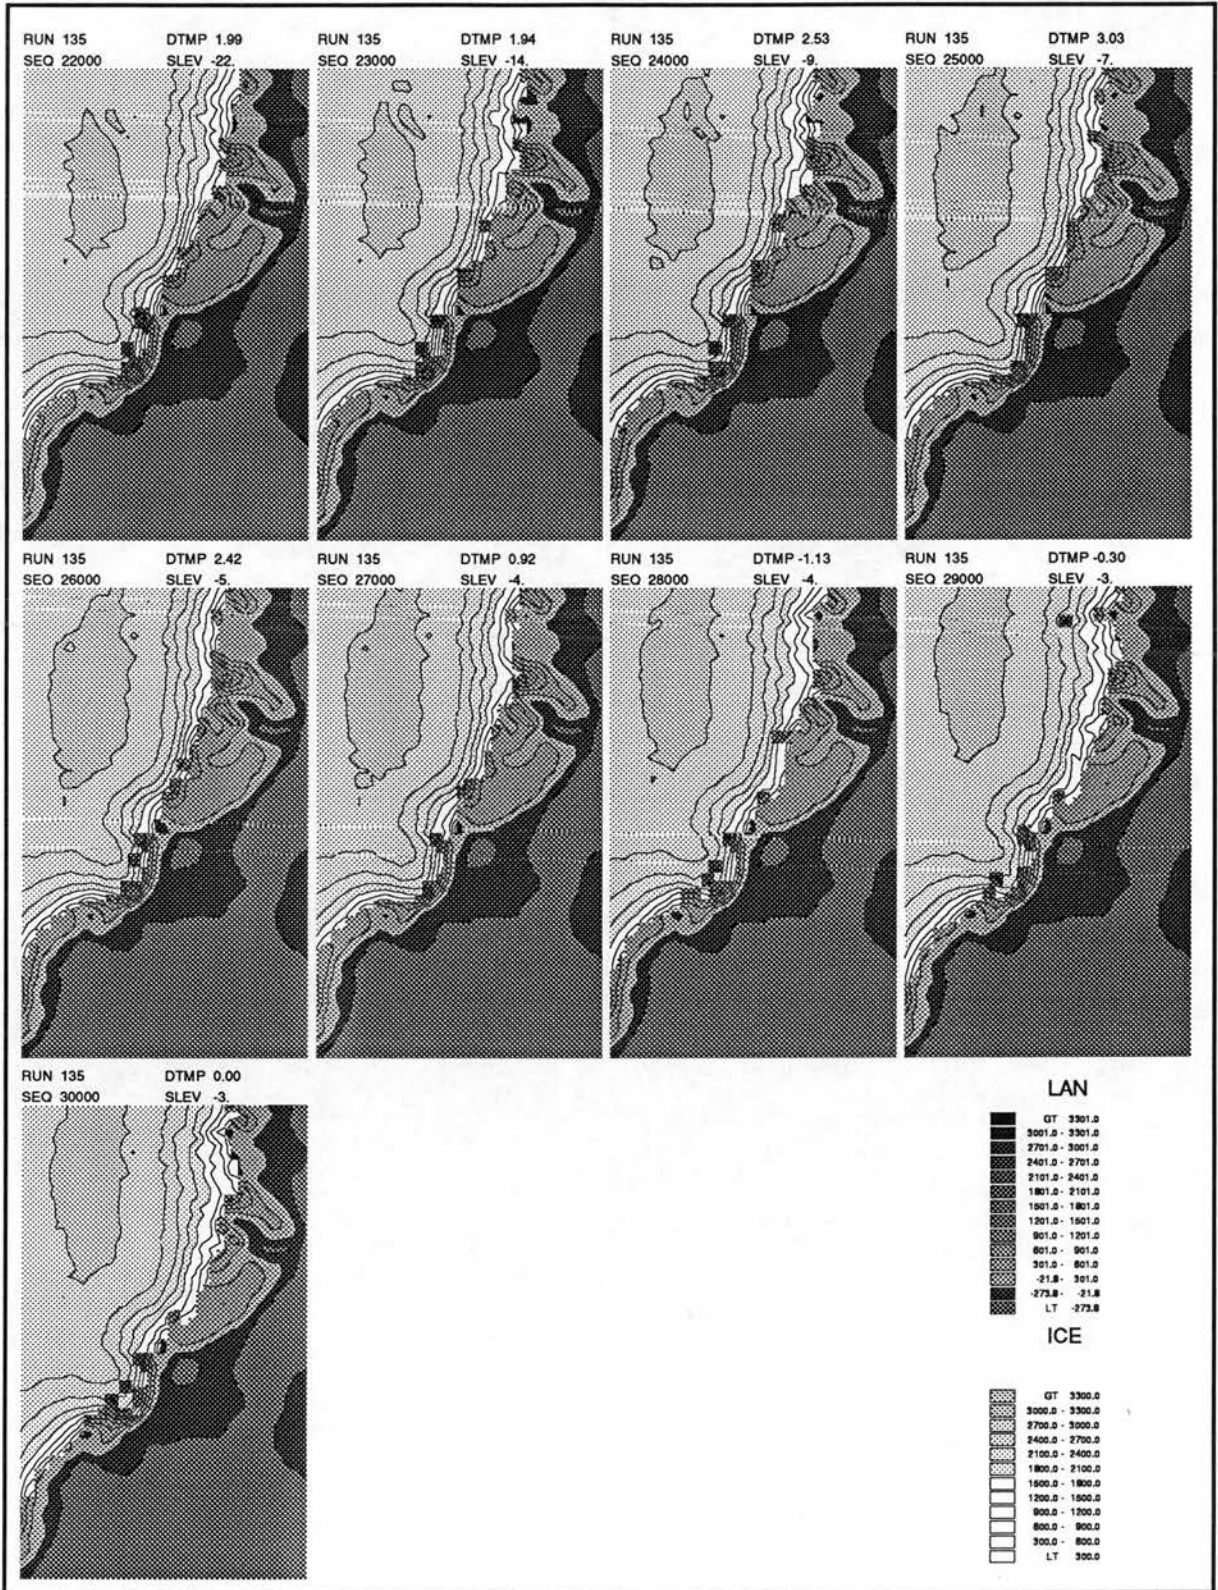 RUN 135 DTMP 1.99
SEQ 22000 SLEV -22.
RUN 135 DTMP 1.94
SEQ 23000 SLEV -14.
RUN 135 DTMP 2.53
SEQ 24000 SLEV -9.
RUN 135 DTMP 3.03
SEQ 25000 SLEV -7.
RUN 135 DTMP 2.42
SEQ 26000 SLEV -5.
RUN 135 DTMP 0.92
SEQ 27000 SLEV -4.
RUN 135 DTMP -1.13
SEQ 28000 SLEV -4.
RUN 135 DTMP -0.30
SEQ 29000 SLEV -3.
RUN 135 DTMP 0.00
SEQ 30000 SLEV -3.
LAN
GT 3301.0
3001.0 - 3301.0
2701.0 - 3001.0
2401.0 - 2701.0
2101.0 - 2401.0
1801.0 - 2101.0
1501.0 - 1801.0
1201.0 - 1501.0
901.0 - 1201.0
601.0 - 901.0
301.0 - 601.0
-21.8 - 301.0
-273.8 - -21.8
LT -273.8
ICE
GT 3300.0
3000.0 - 3300.0
2700.0 - 3000.0
2400.0 - 2700.0
2100.0 - 2400.0
1800.0 - 2100.0
1500.0 - 1800.0
1200.0 - 1500.0
900.0 - 1200.0
600.0 - 900.0
300.0 - 600.0
LT 300.0